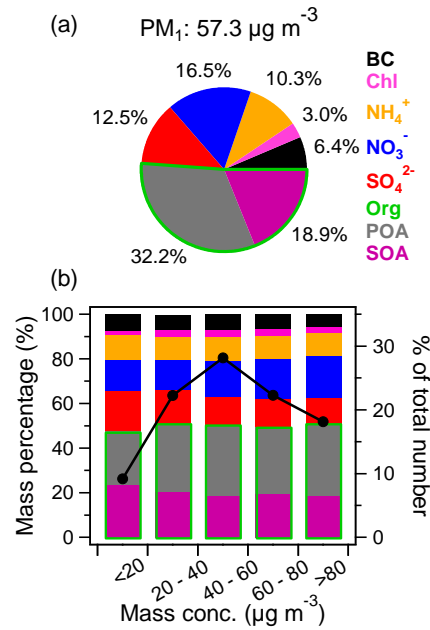 (a)
PM₁: 57.3 µg m⁻³
16.5%
10.3%
12.5%
3.0%
6.4%
32.2%
18.9%
BC
Chl
NH₄⁺
NO₃⁻
SO₄²⁻
Org
POA
SOA
(b)
Mass percentage (%)
100
80
60
40
20
0
% of total number
30
20
10
0
<20
20 - 40
40 - 60
60 - 80
>80
Mass conc. (µg m⁻³)